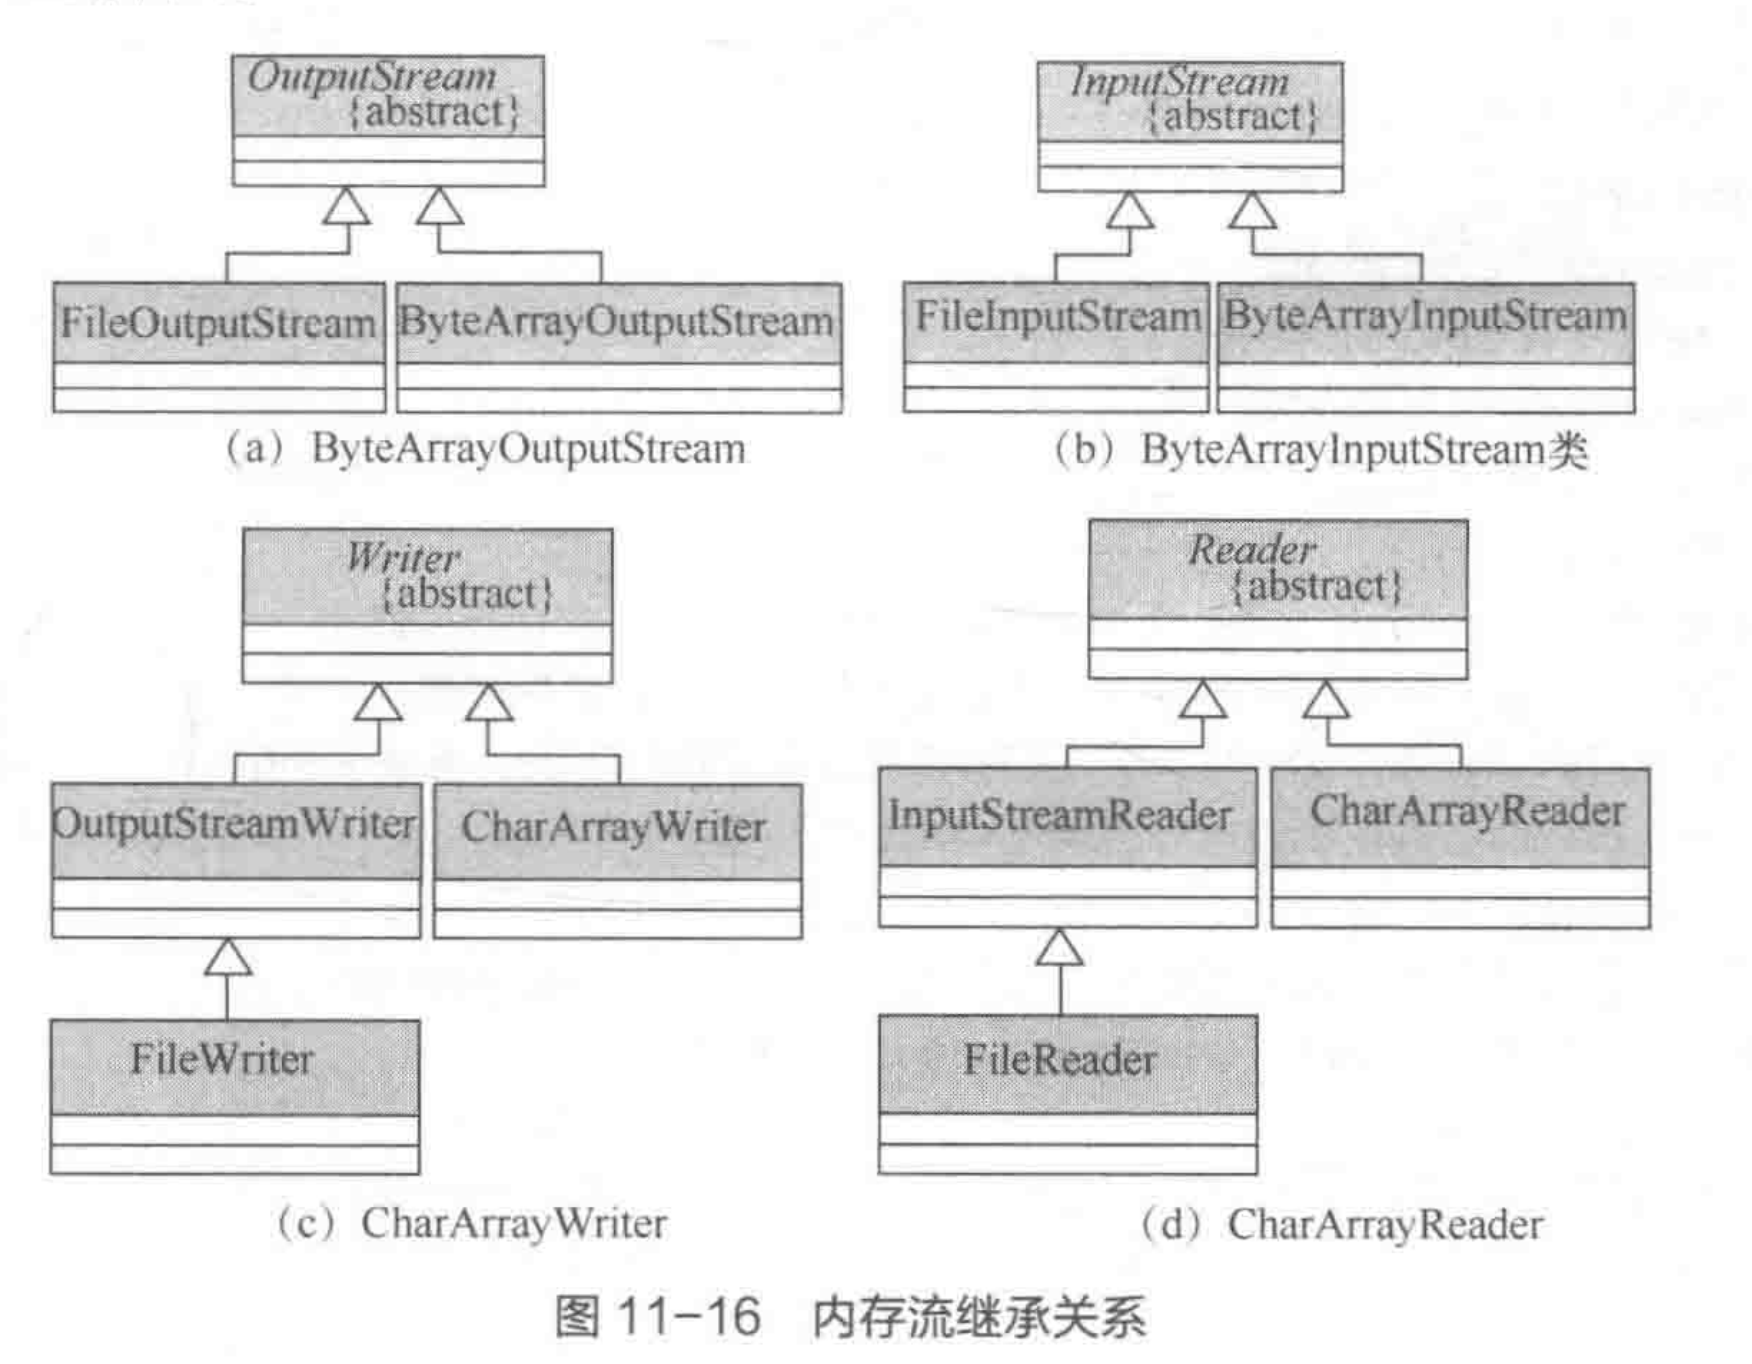 OutputStream
{abstract}
InputStream
{abstract}
FileOutputStream
ByteArrayOutputStream
FileInputStream
ByteArrayInputStream
(a) ByteArrayOutputStream
(b) ByteArrayInputStream类
Writer
{abstract}
Reader
{abstract}
OutputStreamWriter
CharArrayWriter
InputStreamReader
CharArrayReader
FileWriter
FileReader
(c) CharArrayWriter
(d) CharArrayReader
图 11-16 内存流继承关系